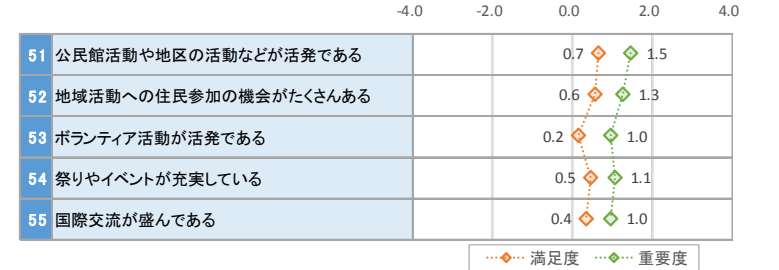 -4.0 -2.0 0.0 2.0 4.0
51 公民館活動や地区の活動などが活発である 0.7 1.5
52 地域活動への住民参加の機会がたくさんある 0.6 1.3
53 ボランティア活動が活発である 0.2 1.0
54 祭りやイベントが充実している 0.5 1.1
55 国際交流が盛んである 0.4 1.0
満足度 重要度